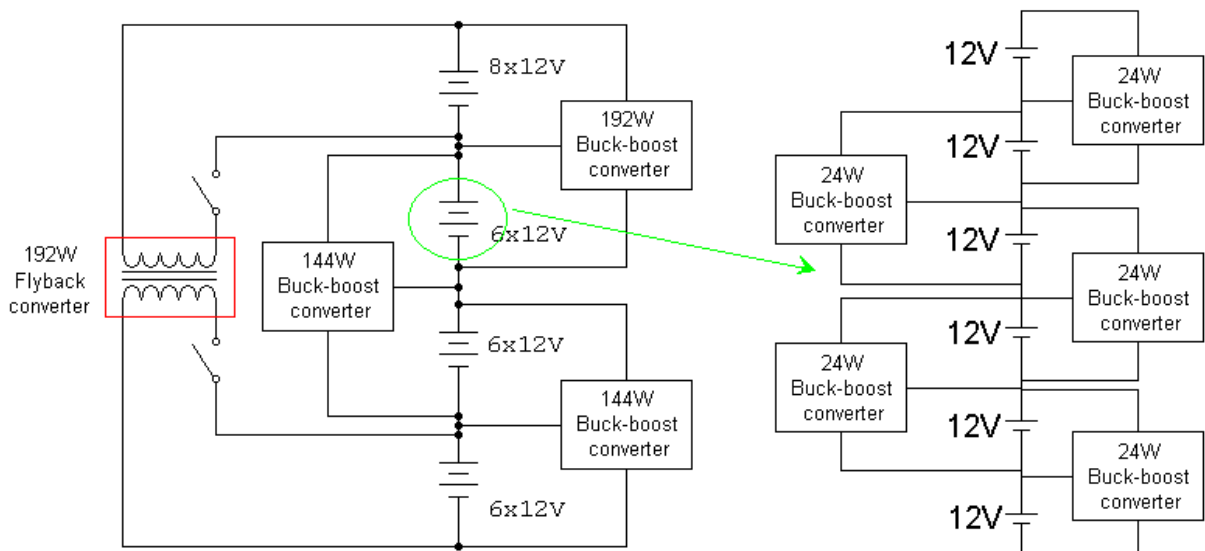 8x12V
192W
Buck-boost
converter
6x12V
192W
Flyback
converter
144W
Buck-boost
converter
6x12V
144W
Buck-boost
converter
6x12V
12V
24W
Buck-boost
converter
12V
24W
Buck-boost
converter
12V
24W
Buck-boost
converter
12V
24W
Buck-boost
converter
12V
24W
Buck-boost
converter
12V